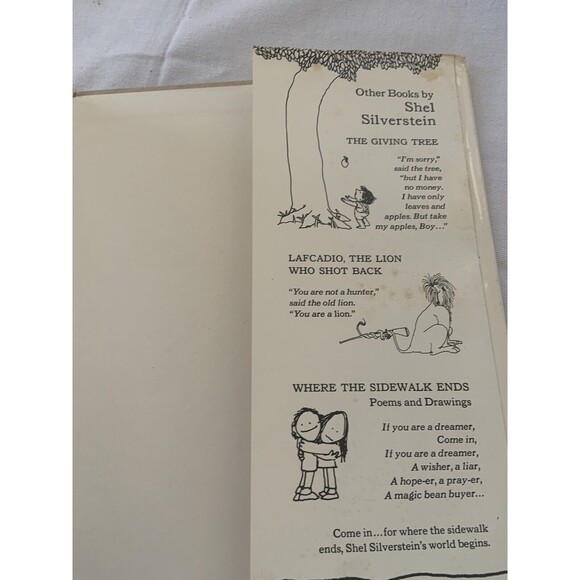 Other Books by
Shel
Silverstein
THE GIVING TREE
"I'm sorry,"
said the tree,
"but I have
no money.
I have only
leaves and
apples. But take
my apples, Boy..."
LAFCADIO, THE LION
WHO SHOT BACK
"You are not a hunter,"
said the old lion.
"You are a lion."
WHERE THE SIDEWALK ENDS
Poems and Drawings
If you are a dreamer,
Come in,
If you are a dreamer,
A wisher, a liar,
A hope-er, a pray-er,
A magic bean buyer...
Come in...for where the sidewalk
ends, Shel Silverstein's world begins.